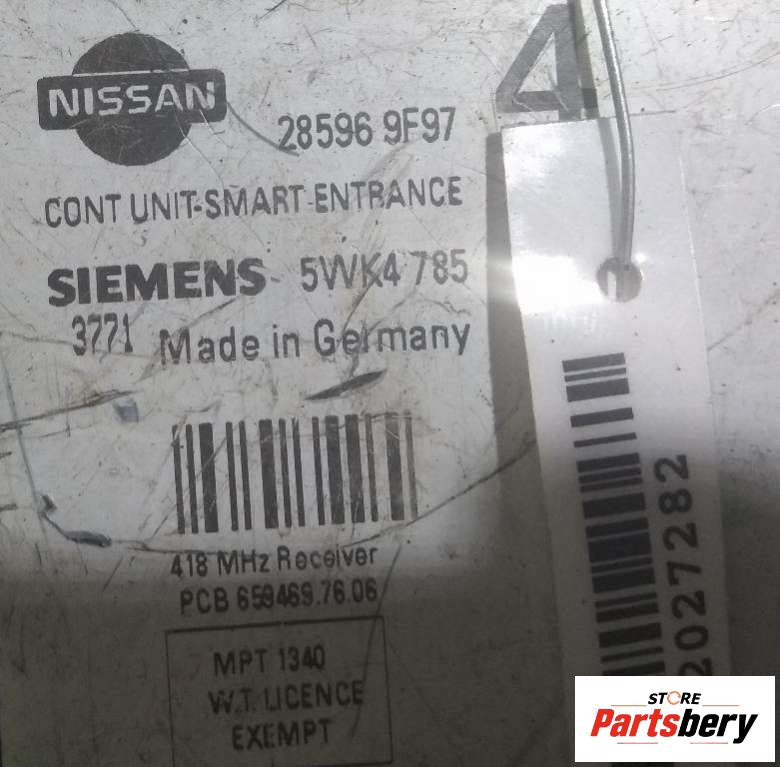 4
NISSAN
28596 9F97
CONT UNIT-SMART-ENTRANCE
SIEMENS 5WK4 785
3771 Made in Germany
418 MHz Receiver
PCB 659469.76.06
MPT 1340
W.T. LICENCE
EXEMPT
2027282
STORE
Partsbery